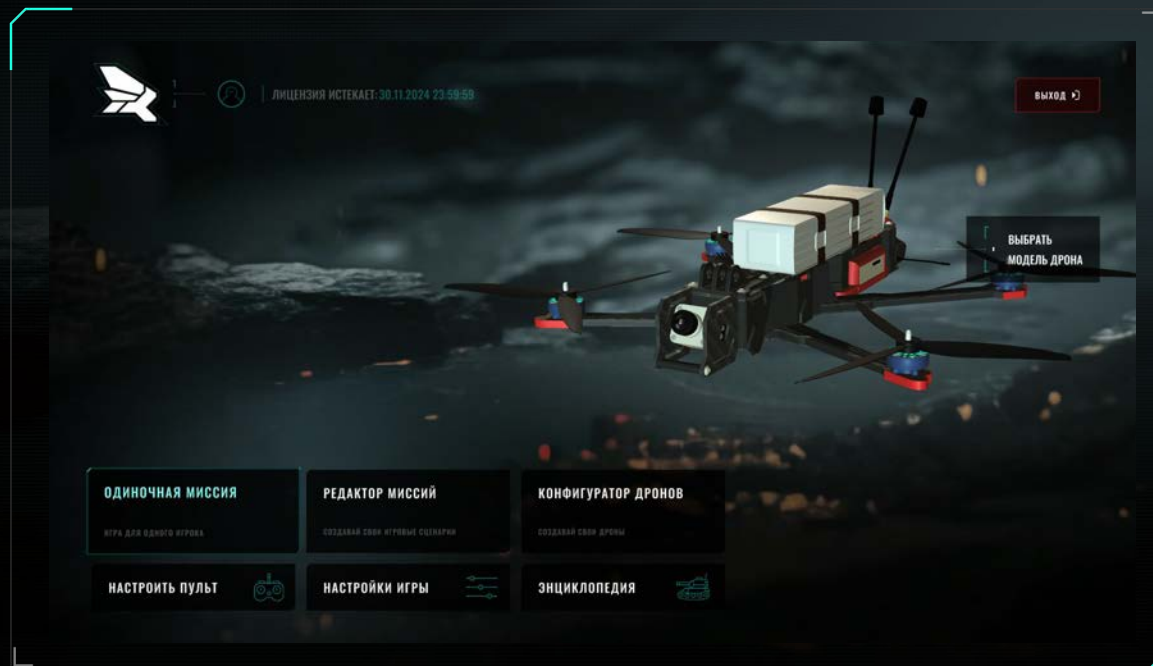 ЛИЦЕНЗИЯ ИСТЕКАЕТ: 30.11.2024 23:59:59
ВЫХОД
ВЫБРАТЬ
МОДЕЛЬ ДРОНА
ОДИНОЧНАЯ МИССИЯ
ИГРА ДЛЯ ОДНОГО ИГРОКА
РЕДАКТОР МИССИЙ
СОЗДАВАЙ СВОИ ИГРОВЫЕ СЦЕНАРИИ
КОНФИГУРАТОР ДРОНОВ
СОЗДАВАЙ СВОИ ДРОНЫ
НАСТРОИТЬ ПУЛЬТ
НАСТРОЙКИ ИГРЫ
ЭНЦИКЛОПЕДИЯ